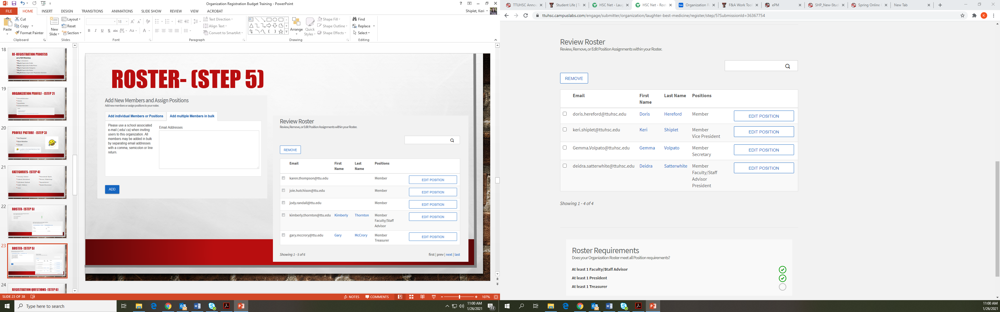 Organization Registration Budget Training - PowerPoint
FILE HOME INSERT DESIGN TRANSITIONS ANIMATIONS SLIDE SHOW REVIEW VIEW ACROBAT
Shiplet, Keri
Paste
Cut
Copy
Format Painter
Clipboard
New Slide
Layout
Reset
Section
Slides
18
B I U S abc AV Aa A
Font
Text Direction
Align Text
Convert to SmartArt
Paragraph
Arrange
Quick Styles
Shape Fill
Shape Outline
Shape Effects
Drawing
Find
Replace
Select
Editing
18
RE-REGISTRATION PROCESS
19
ORGANIZATION PROFILE - (STEP 2)
20
PROFILE PICTURE - (STEP 3)
21
CATEGORIES- (STEP 4)
22
ROSTER- (STEP 5)
23
ROSTER- (STEP 5)
24
REGISTRATION QUESTIONS- (STEP 6)
ROSTER- (STEP 5)
Add New Members and Assign Positions
Add new members or assign positions to your roster.
Add individual Members or Positions
Add multiple Members in bulk
Please use a school associated
e-mail (.edu/.ca) when inviting
users to this organization. All
members may be added in bulk
by separating email addresses
with a comma, semicolon or line
return.
Email Addresses
ADD
Review Roster
Review, Remove, or Edit Position Assignments within your Roster.
REMOVE
Email First Name Last Name Positions
karen.thompson@ttu.edu Member EDIT POSITION
joie.hutchison@ttu.edu Member EDIT POSITION
jody.randall@ttu.edu Member EDIT POSITION
kimberly.thornton@ttu.edu Kimberly Thornton Member EDIT POSITION
Faculty/Staff
Advisor
gary.mccrory@ttu.edu Gary McCrory Member EDIT POSITION
Treasurer
Showing 1 - 5 of 6
first | prev | next | last
SLIDE 23 OF 38
NOTES COMMENTS 107%
Type here to search
11:00 AM
1/26/2021
22
TTUHSC Annou
Student Life | T
HSC Net - Laug
HSC Net - Rost
Organization R
F&A Work Tool
ePM
SHP_New-Stud
Spring Online
New Tab
ttuhsc.campuslabs.com/engage/submitter/organization/laughter-best-medicine/register/step/5?SubmissionId=36367754
K
Review Roster
Review, Remove, or Edit Position Assignments within your Roster.
REMOVE
Email First Name Last Name Positions
doris.hereford@ttuhsc.edu Doris Hereford Member EDIT POSITION
keri.shiplet@ttuhsc.edu Keri Shiplet Member EDIT POSITION
Vice President
Gemma.Volpato@ttuhsc.edu Gemma Volpato Member EDIT POSITION
Secretary
deidra.satterwhite@ttuhsc.edu Deidra Satterwhite Member EDIT POSITION
Faculty/Staff
Advisor
President
Showing 1 - 4 of 4
Roster Requirements
Does your Organization Roster meet all Position requirements?
At least 1 Faculty/Staff Advisor
At least 1 President
At least 1 Treasurer
11:00 AM
1/26/2021